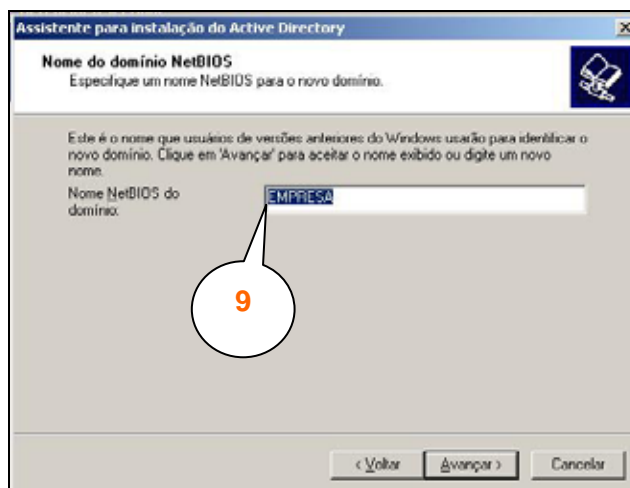 Assistente para instalação do Active Directory
Nome do domínio NetBIOS
Especifique um nome NetBIOS para o novo domínio.
Este é o nome que usuários de versões anteriores do Windows usarão para identificar o
novo domínio. Clique em 'Avançar' para aceitar o nome exibido ou digite um novo
nome.
Nome NetBIOS do
domínio:
EMPRESA
9
< Voltar
Avançar >
Cancelar